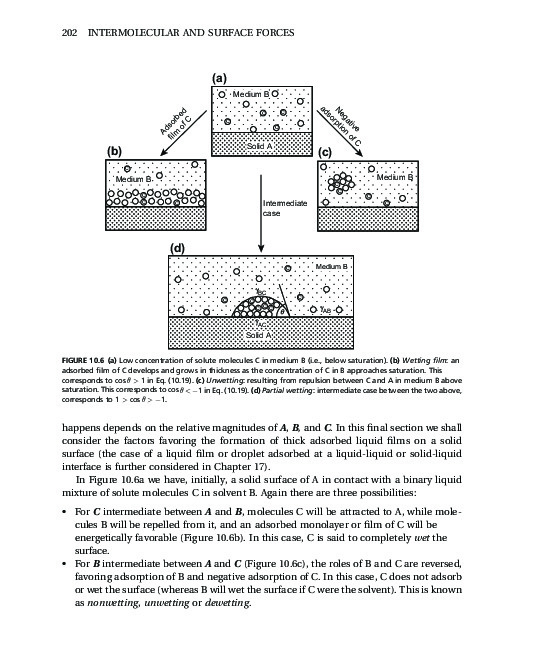 202 INTERMOLECULAR AND SURFACE FORCES
(a)
Medium B
Solid A
Adsorbed
film of C
Negative
adsorption of C
(b)
Medium B
(c)
Medium B
Intermediate
case
(d)
Medium B
γBC
θ
γAB
γAC
Solid A
FIGURE 10.6 (a) Low concentration of solute molecules C in medium B (i.e., below saturation). (b) Wetting film: an
adsorbed film of C develops and grows in thickness as the concentration of C in B approaches saturation. This
corresponds to cos θ > 1 in Eq. (10.19). (c) Unwetting: resulting from repulsion between C and A in medium B above
saturation. This corresponds to cos θ < −1 in Eq. (10.19). (d) Partial wetting: intermediate case between the two above,
corresponds to 1 > cos θ > −1.
happens depends on the relative magnitudes of A, B, and C. In this final section we shall
consider the factors favoring the formation of thick adsorbed liquid films on a solid
surface (the case of a liquid film or droplet adsorbed at a liquid-liquid or solid-liquid
interface is further considered in Chapter 17).
In Figure 10.6a we have, initially, a solid surface of A in contact with a binary liquid
mixture of solute molecules C in solvent B. Again there are three possibilities:
• For C intermediate between A and B, molecules C will be attracted to A, while mole-
cules B will be repelled from it, and an adsorbed monolayer or film of C will be
energetically favorable (Figure 10.6b). In this case, C is said to completely wet the
surface.
• For B intermediate between A and C (Figure 10.6c), the roles of B and C are reversed,
favoring adsorption of B and negative adsorption of C. In this case, C does not adsorb
or wet the surface (whereas B will wet the surface if C were the solvent). This is known
as nonwetting, unwetting or dewetting.